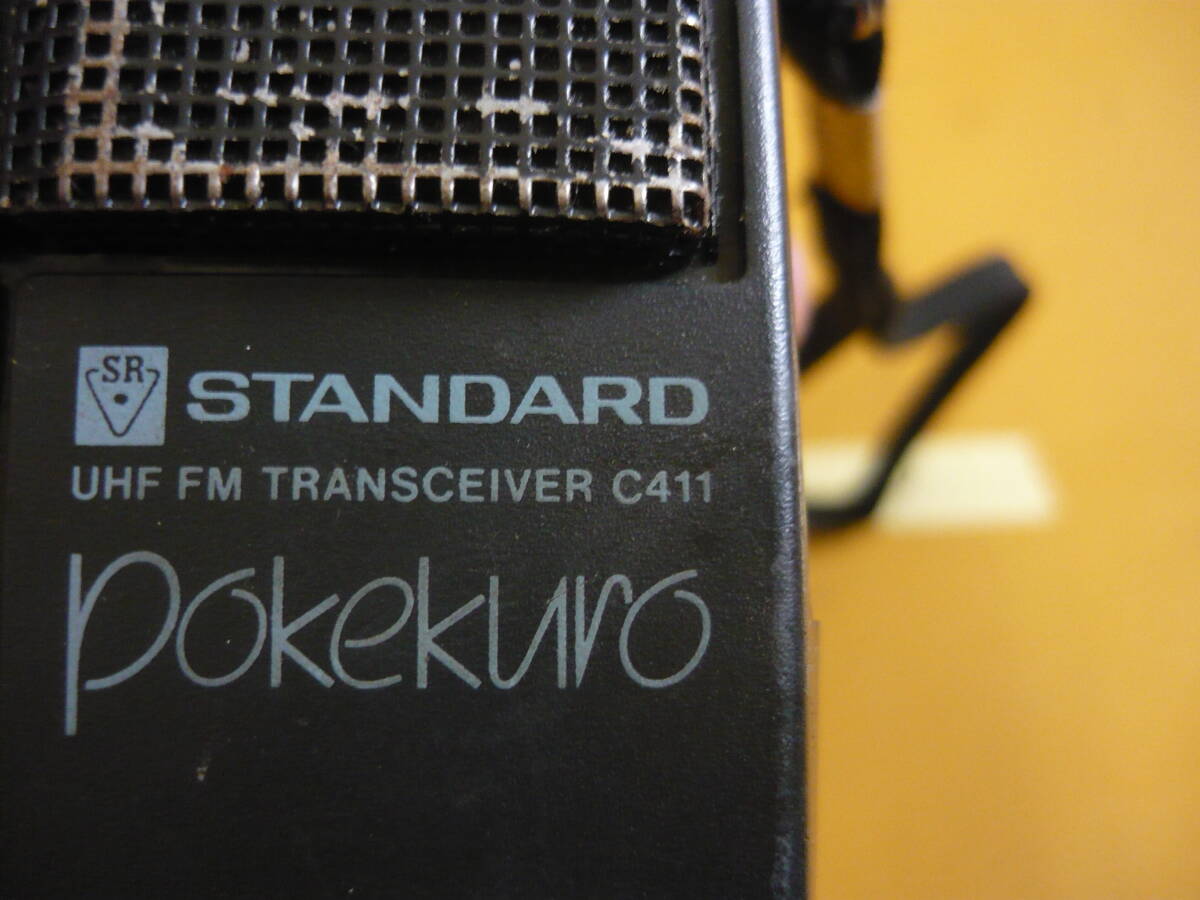 SR STANDARD
UHF FM TRANSCEIVER C411
pokekuro